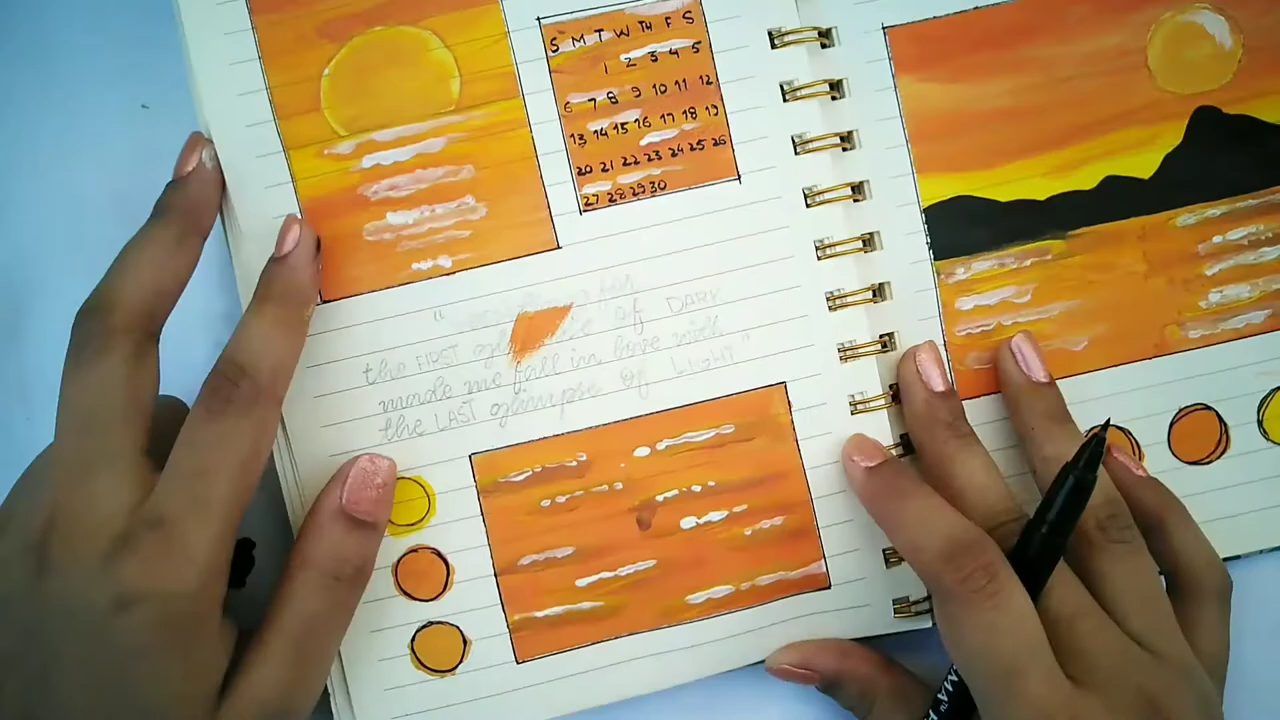 S M T W TH F S
1 2 3 4 5
6 7 8 9 10 11 12
13 14 15 16 17 18 19
20 21 22 23 24 25 26
27 28 29 30
" for
the FIRST of DARK
made me fall in love with
the LAST glimpse of LIGHT"